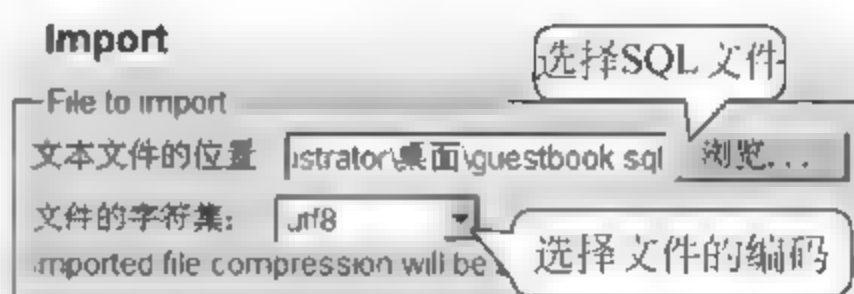 Import
选择SQL 文件
File to import
文本文件的位置 istrator\桌面\guestbook sql 浏览...
文件的字符集: utf8
imported file compression will be
选择文件的编码